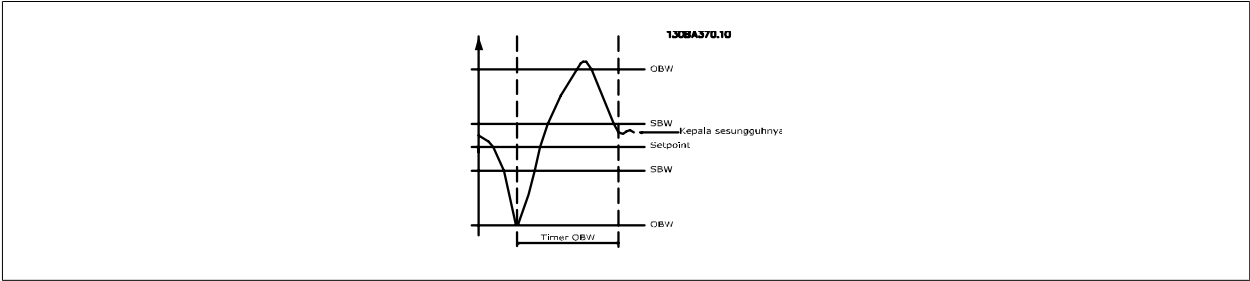 130BA370.10
OBW
SBW
Kepala sesungguhnya
Setpoint
SBW
OBW
Timer OBW